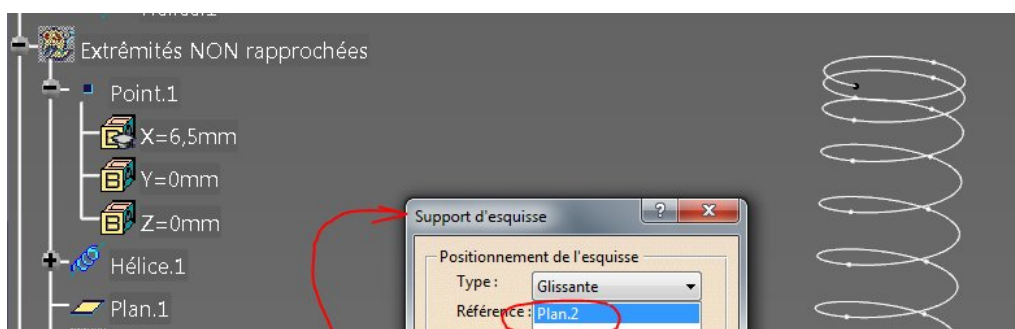 Extrêmités NON rapprochées
Point.1
X=6,5mm
Y=0mm
Z=0mm
Hélice.1
Plan.1
Support d'esquisse
Positionnement de l'esquisse
Type : Glissante
Référence : Plan.2